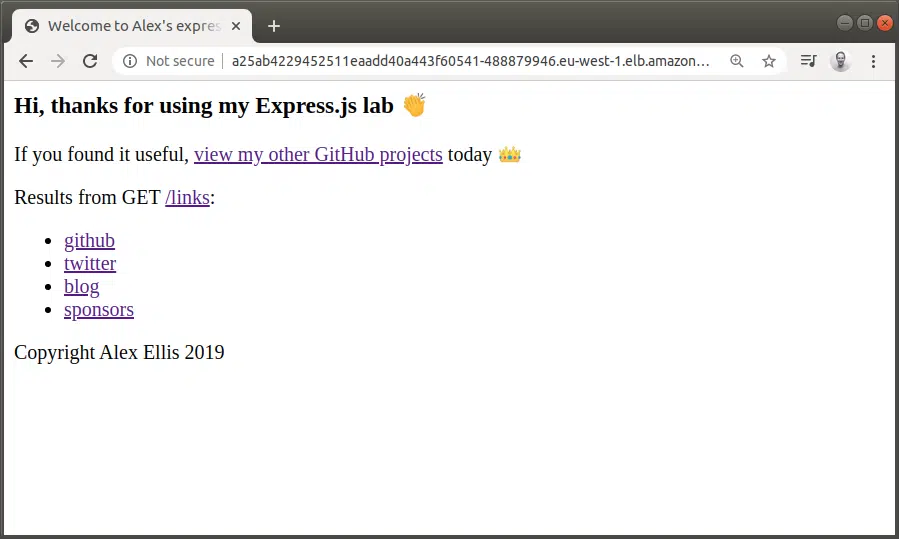 Welcome to Alex's expres
Not secure | a25ab4229452511eaadd40a443f60541-488879946.eu-west-1.elb.amazon...
Hi, thanks for using my Express.js lab 👏
If you found it useful, view my other GitHub projects today 👑
Results from GET /links:
• github
• twitter
• blog
• sponsors
Copyright Alex Ellis 2019